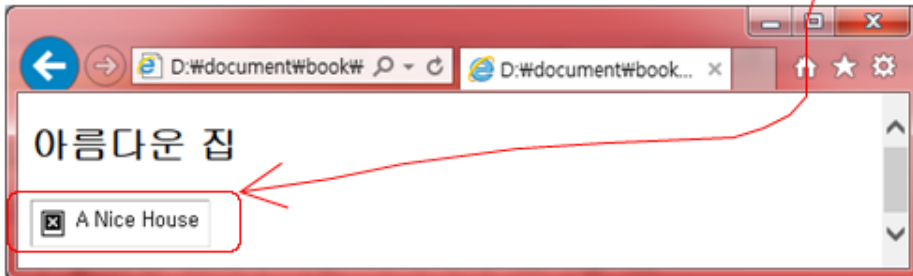 D:₩document₩book₩
D:₩document₩book...
아름다운 집
A Nice House